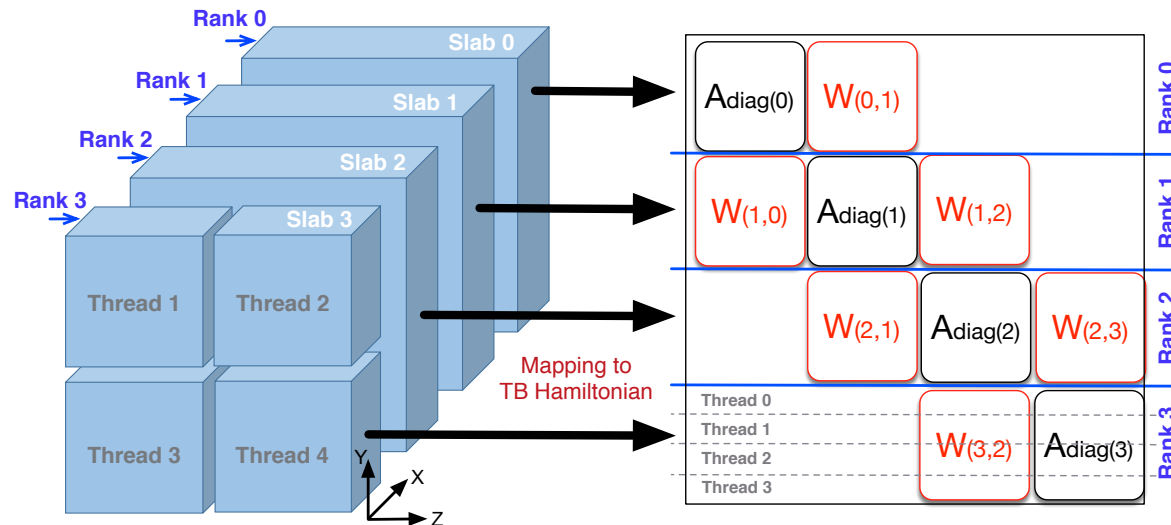 Rank 0
Slab 0
Rank 1
Slab 1
Rank 2
Slab 2
Rank 3
Slab 3
Thread 1
Thread 2
Thread 3
Thread 4
Y
X
Z
Mapping to
TB Hamiltonian
Adiag(0)
W(0,1)
Rank 0
W(1,0)
Adiag(1)
W(1,2)
Rank 1
W(2,1)
Adiag(2)
W(2,3)
Rank 2
Thread 0
Thread 1
Thread 2
Thread 3
W(3,2)
Adiag(3)
Rank 3